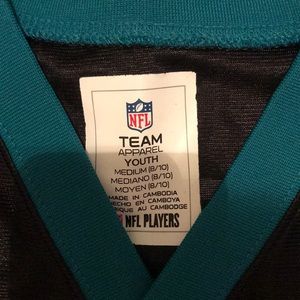 NFL
TEAM
APPAREL
YOUTH
MEDIUM (8/10)
MEDIANO (8/10)
MOYEN (8/10)
MADE IN CAMBODIA
HECHO EN CAMBOYA
AU CAMBODGE
NFL PLAYERS